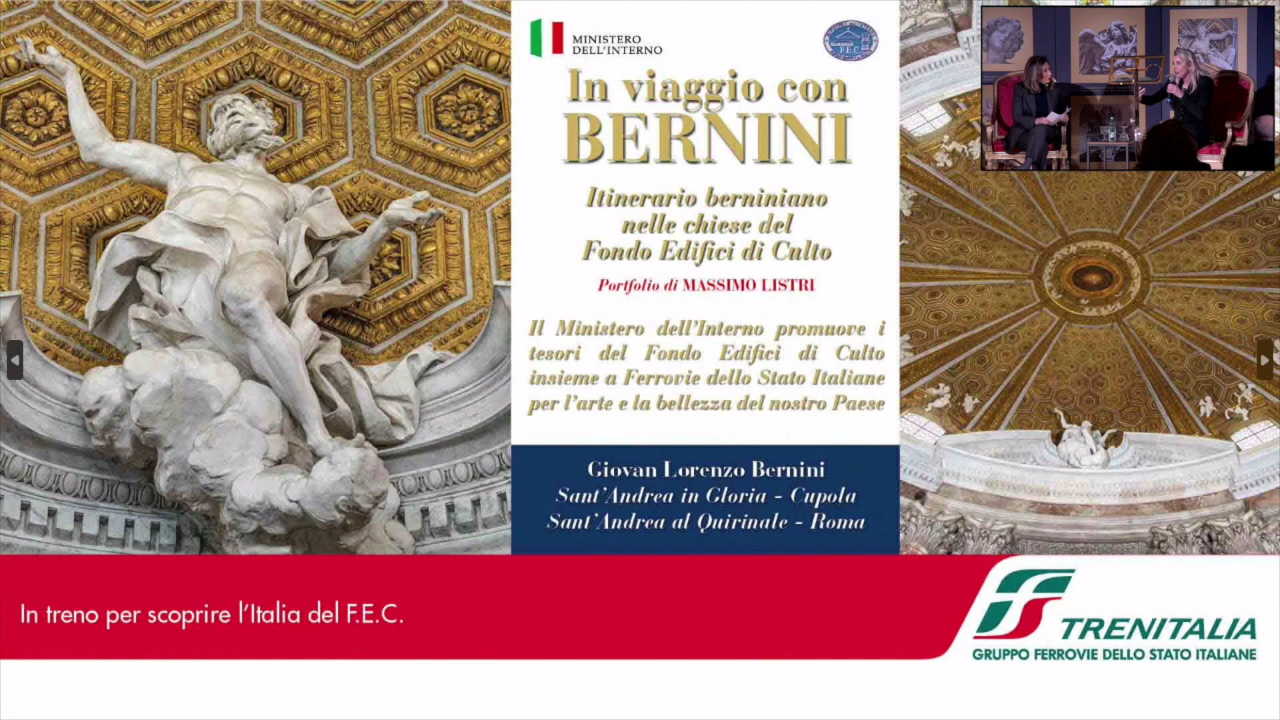 MINISTERO
DELL'INTERNO
F.E.C.
In viaggio con
BERNINI
Itinerario berniniano
nelle chiese del
Fondo Edifici di Culto
Portfolio di MASSIMO LISTRI
Il Ministero dell'Interno promuove i
tesori del Fondo Edifici di Culto
insieme a Ferrovie dello Stato Italiane
per l'arte e la bellezza del nostro Paese
Giovan Lorenzo Bernini
Sant'Andrea in Gloria - Cupola
Sant'Andrea al Quirinale - Roma
In treno per scoprire l'Italia del F.E.C.
TRENITALIA
GRUPPO FERROVIE DELLO STATO ITALIANE